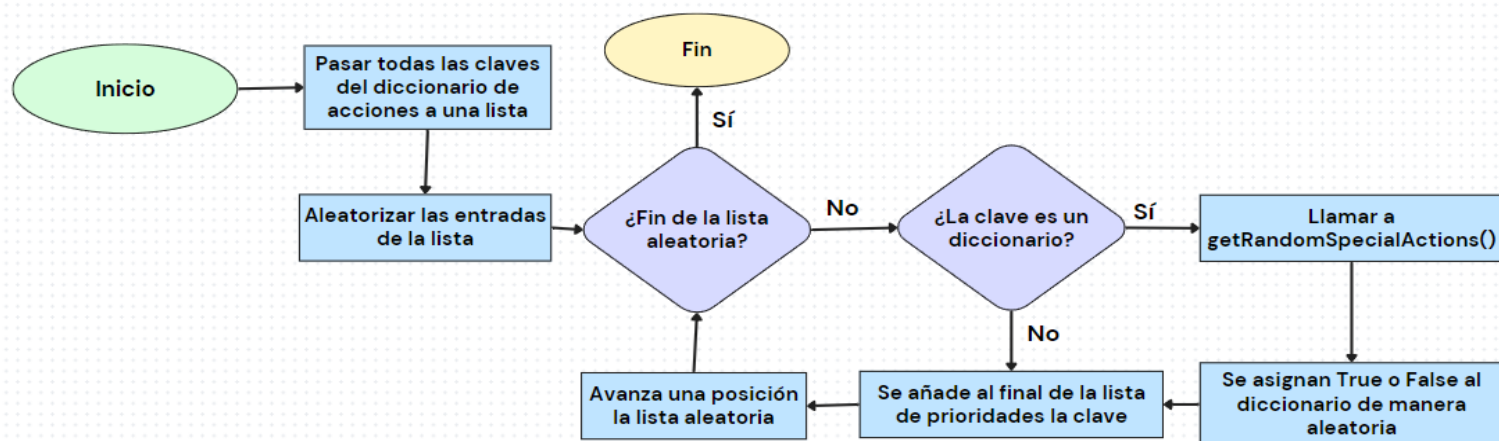 Inicio
Pasar todas las claves
del diccionario de
acciones a una lista
Fin
Sí
Aleatorizar las entradas
de la lista
¿Fin de la lista
aleatoria?
No
¿La clave es un
diccionario?
Sí
Llamar a
getRandomSpecialActions()
No
Avanza una posición
la lista aleatoria
Se añade al final de la lista
de prioridades la clave
Se asignan True o False al
diccionario de manera
aleatoria